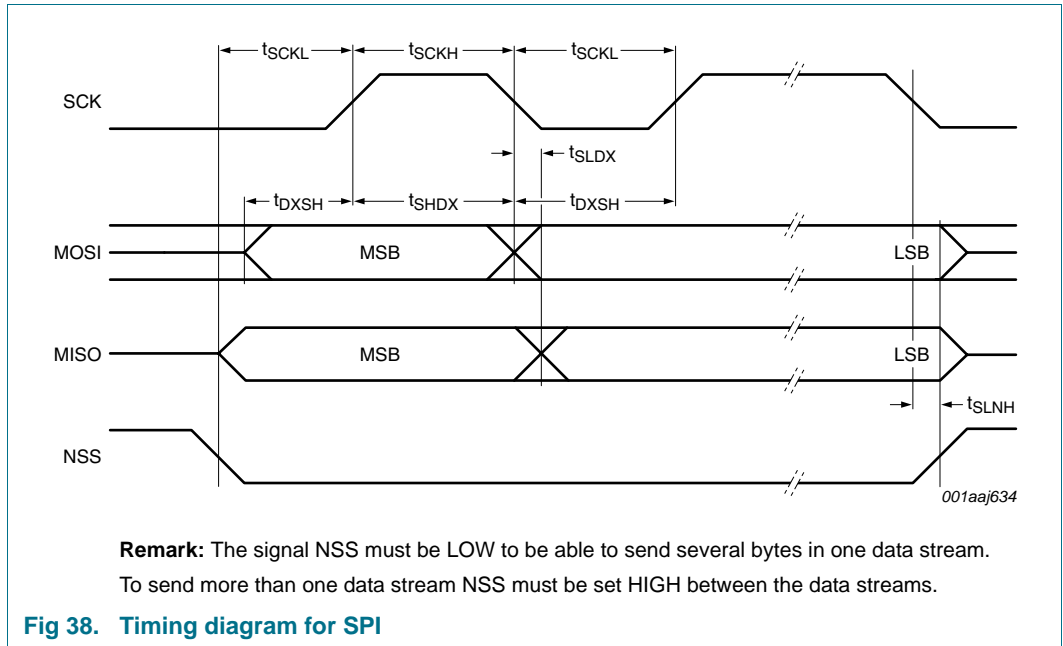 tSCKL tSCKH tSCKL
SCK
tSLDX
tDXSH tSHDX tDXSH
MOSI MSB LSB
MISO MSB LSB
tSLNH
NSS
001aaj634
Remark: The signal NSS must be LOW to be able to send several bytes in one data stream.
To send more than one data stream NSS must be set HIGH between the data streams.
Fig 38. Timing diagram for SPI